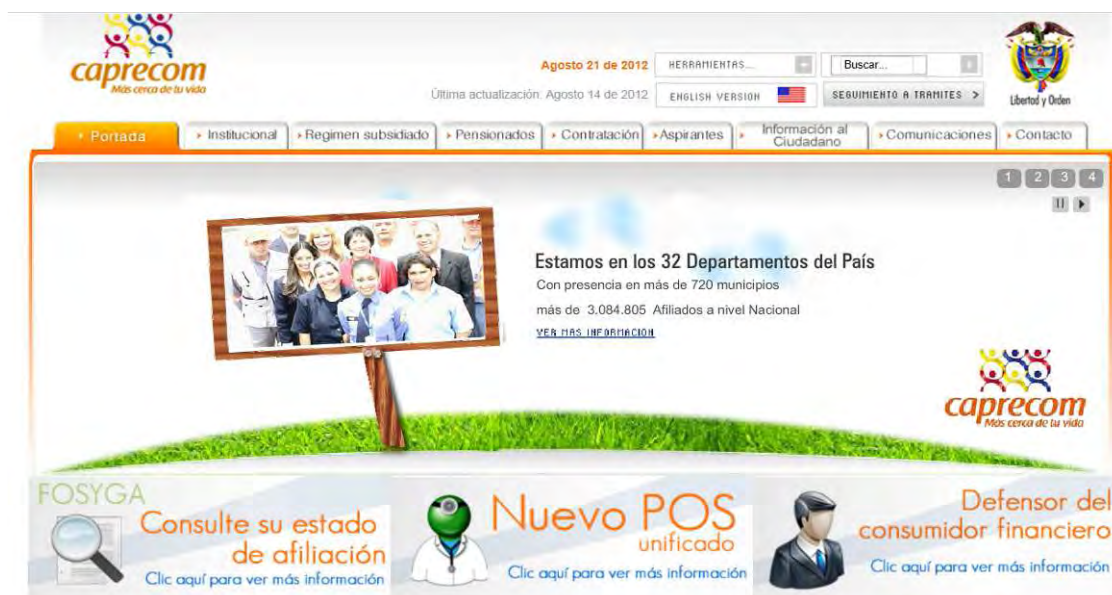 caprecom
Más cerca de tu vida
Agosto 21 de 2012
HERRAMIENTAS...
Buscar...
Última actualización: Agosto 14 de 2012
ENGLISH VERSION
SEGUIMIENTO A TRAMITES >
Libertad y Orden
Portada
Institucional
Regimen subsidiado
Pensionados
Contratación
Aspirantes
Información al
Ciudadano
Comunicaciones
Contacto
1 2 3 4
Estamos en los 32 Departamentos del País
Con presencia en más de 720 municipios
más de 3.084.805 Afiliados a nivel Nacional
VER MAS INFORMACION
caprecom
Más cerca de tu vida
FOSYGA
Consulte su estado
de afiliación
Clic aquí para ver más información
Nuevo POS
unificado
Clic aquí para ver más información
Defensor del
consumidor financiero
Clic aquí para ver más información